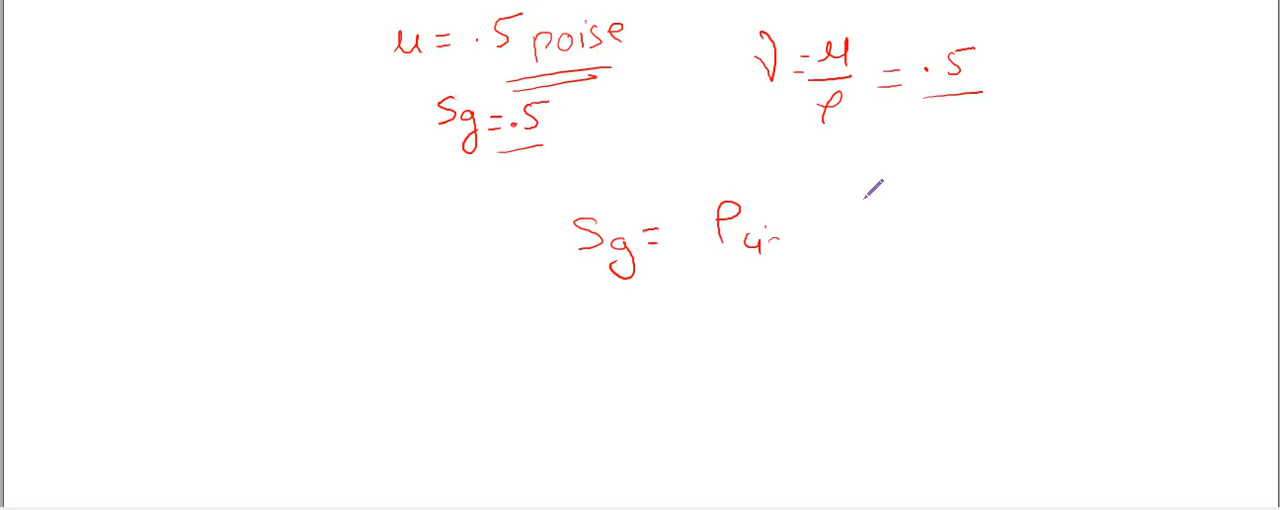 μ = .5 poise
Sg = .5
ν = μ/ρ = .5
Sg = ρ